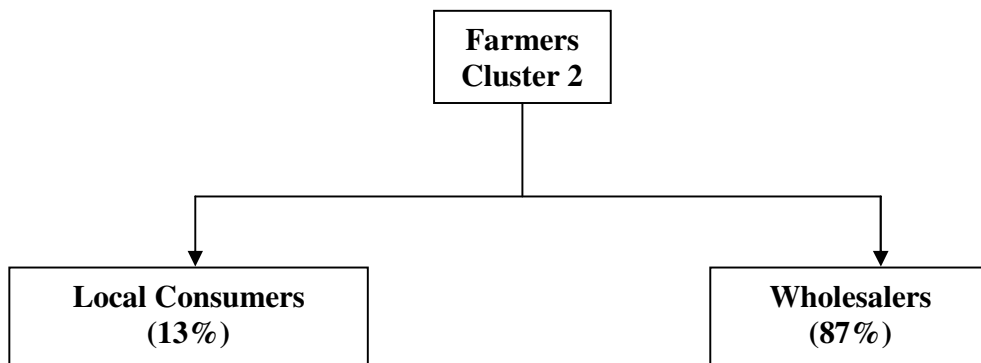 Farmers
Cluster 2
Local Consumers
(13%)
Wholesalers
(87%)